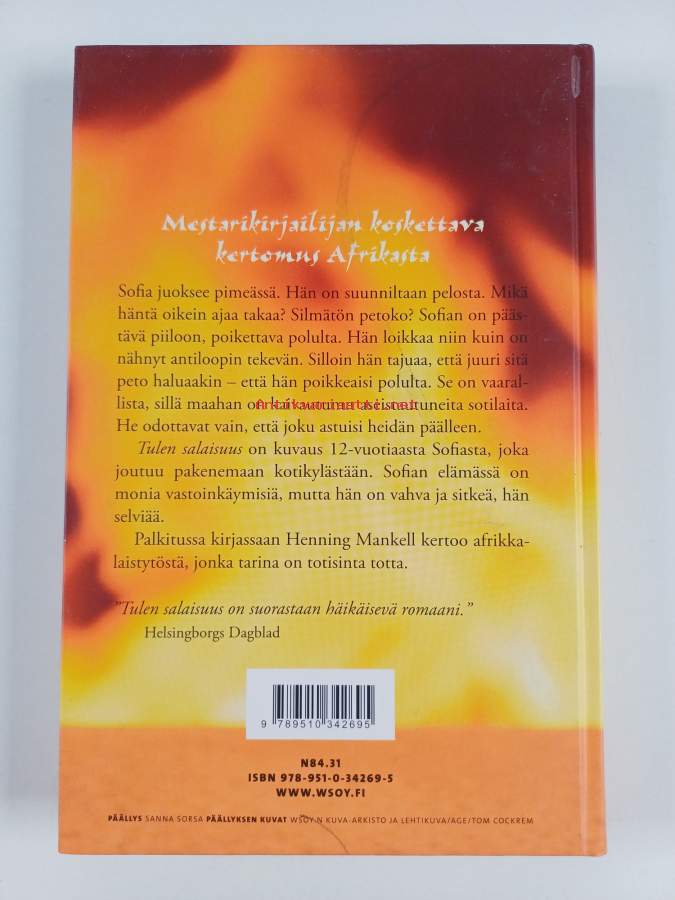 Mestarikirjailijan koskettava
kertomus Afrikasta
Sofia juoksee pimeässä. Hän on suunniltaan pelosta. Mikä
häntä oikein ajaa takaa? Silmätön petoko? Sofian on pääs-
tävä piiloon, poikettava polulta. Hän loikkaa niin kuin on
nähnyt antiloopin tekevän. Silloin hän tajuaa, että juuri sitä
peto haluaakin – että hän poikkeaisi polulta. Se on vaaral-
lista, sillä maahan on kaivautunut aseistautuneita sotilaita.
Antikvariaatti.net
He odottavat vain, että joku astuisi heidän päälleen.
Tulen salaisuus on kuvaus 12-vuotiaasta Sofiasta, joka
joutuu pakenemaan kotikylästään. Sofian elämässä on
monia vastoinkäymisiä, mutta hän on vahva ja sitkeä, hän
selviää.
Palkitussa kirjassaan Henning Mankell kertoo afrikka-
laistytöstä, jonka tarina on totisinta totta.
”Tulen salaisuus on suorastaan häikäisevä romaani.”
Helsingborgs Dagblad
9 789510 342695
N84.31
ISBN 978-951-0-34269-5
WWW.WSOY.FI
PÄÄLLYS SANNA SORSA PÄÄLLYKSEN KUVAT WSOY:N KUVA-ARKISTO JA LEHTIKUVA/AGE/TOM COCKREM